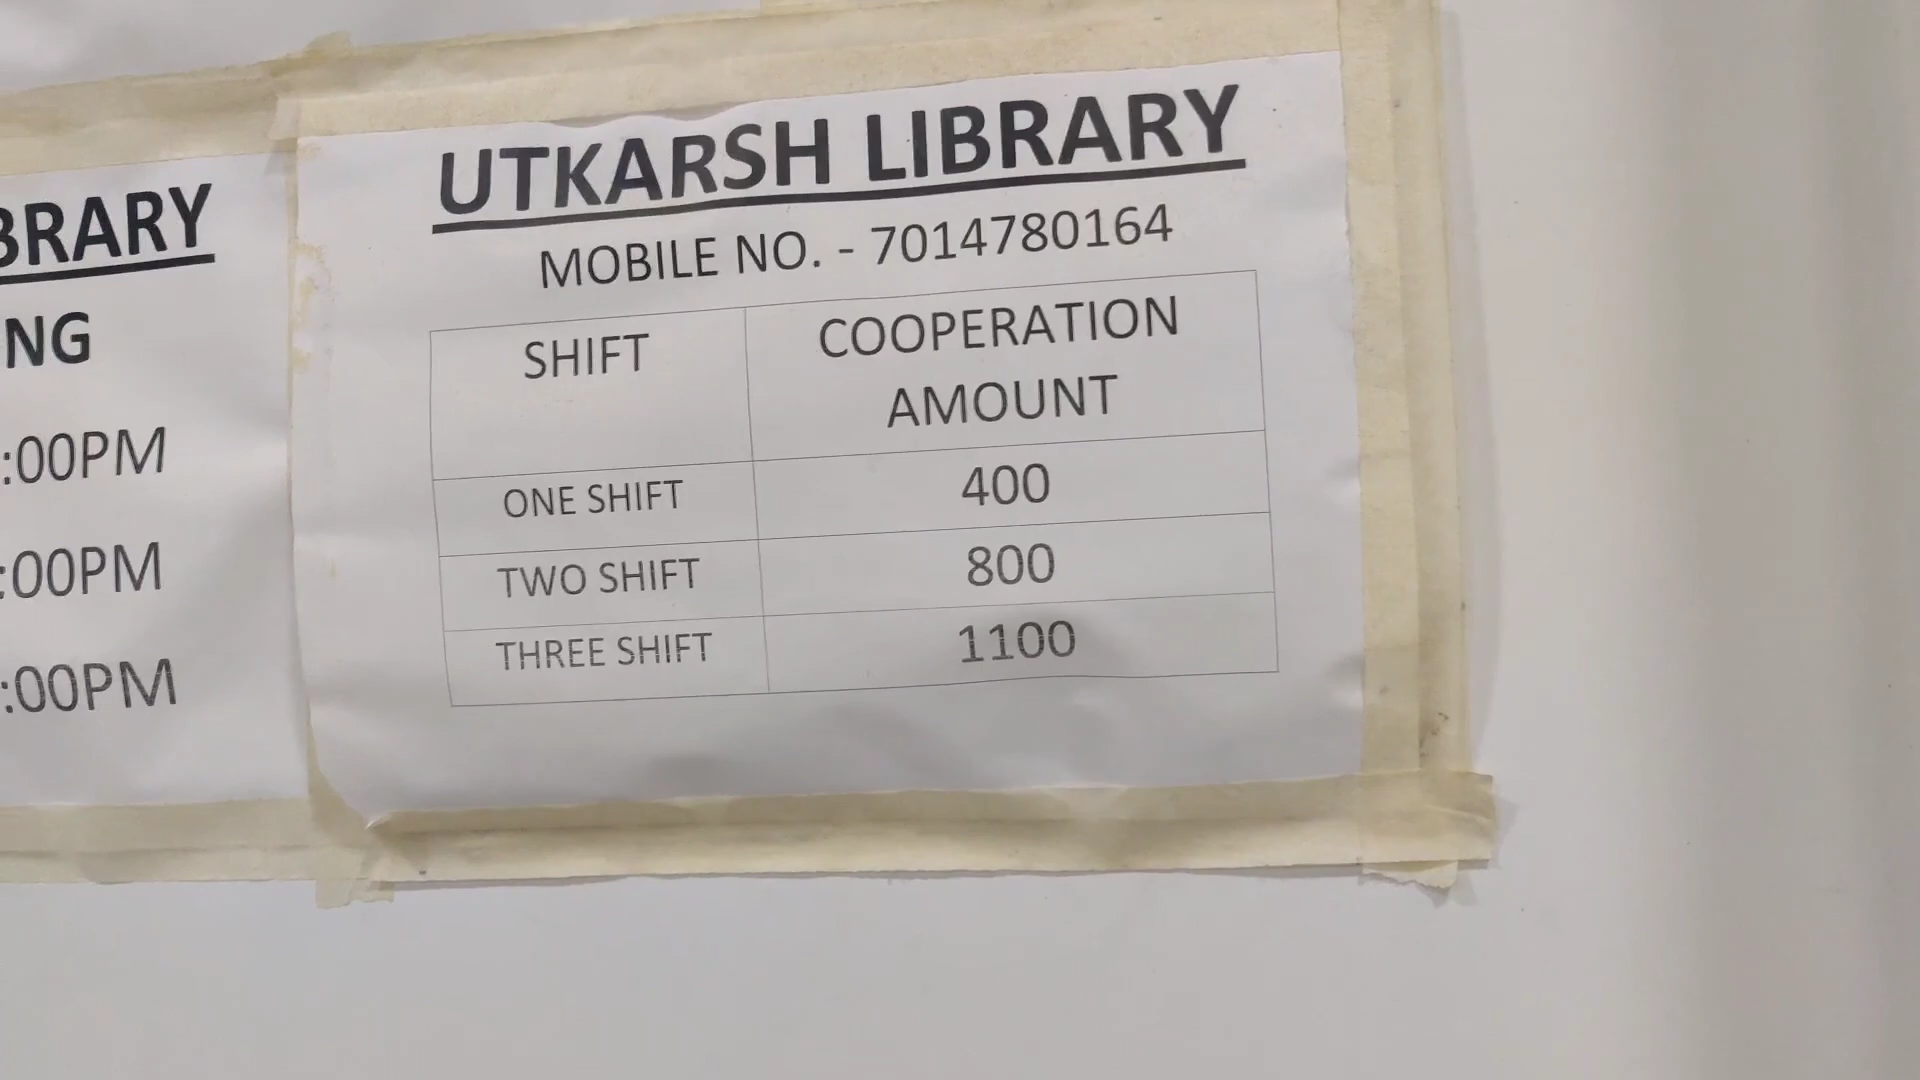 BRARY
NG
:00PM
:00PM
:00PM
UTKARSH LIBRARY
MOBILE NO. - 7014780164
SHIFT COOPERATION AMOUNT
ONE SHIFT 400
TWO SHIFT 800
THREE SHIFT 1100